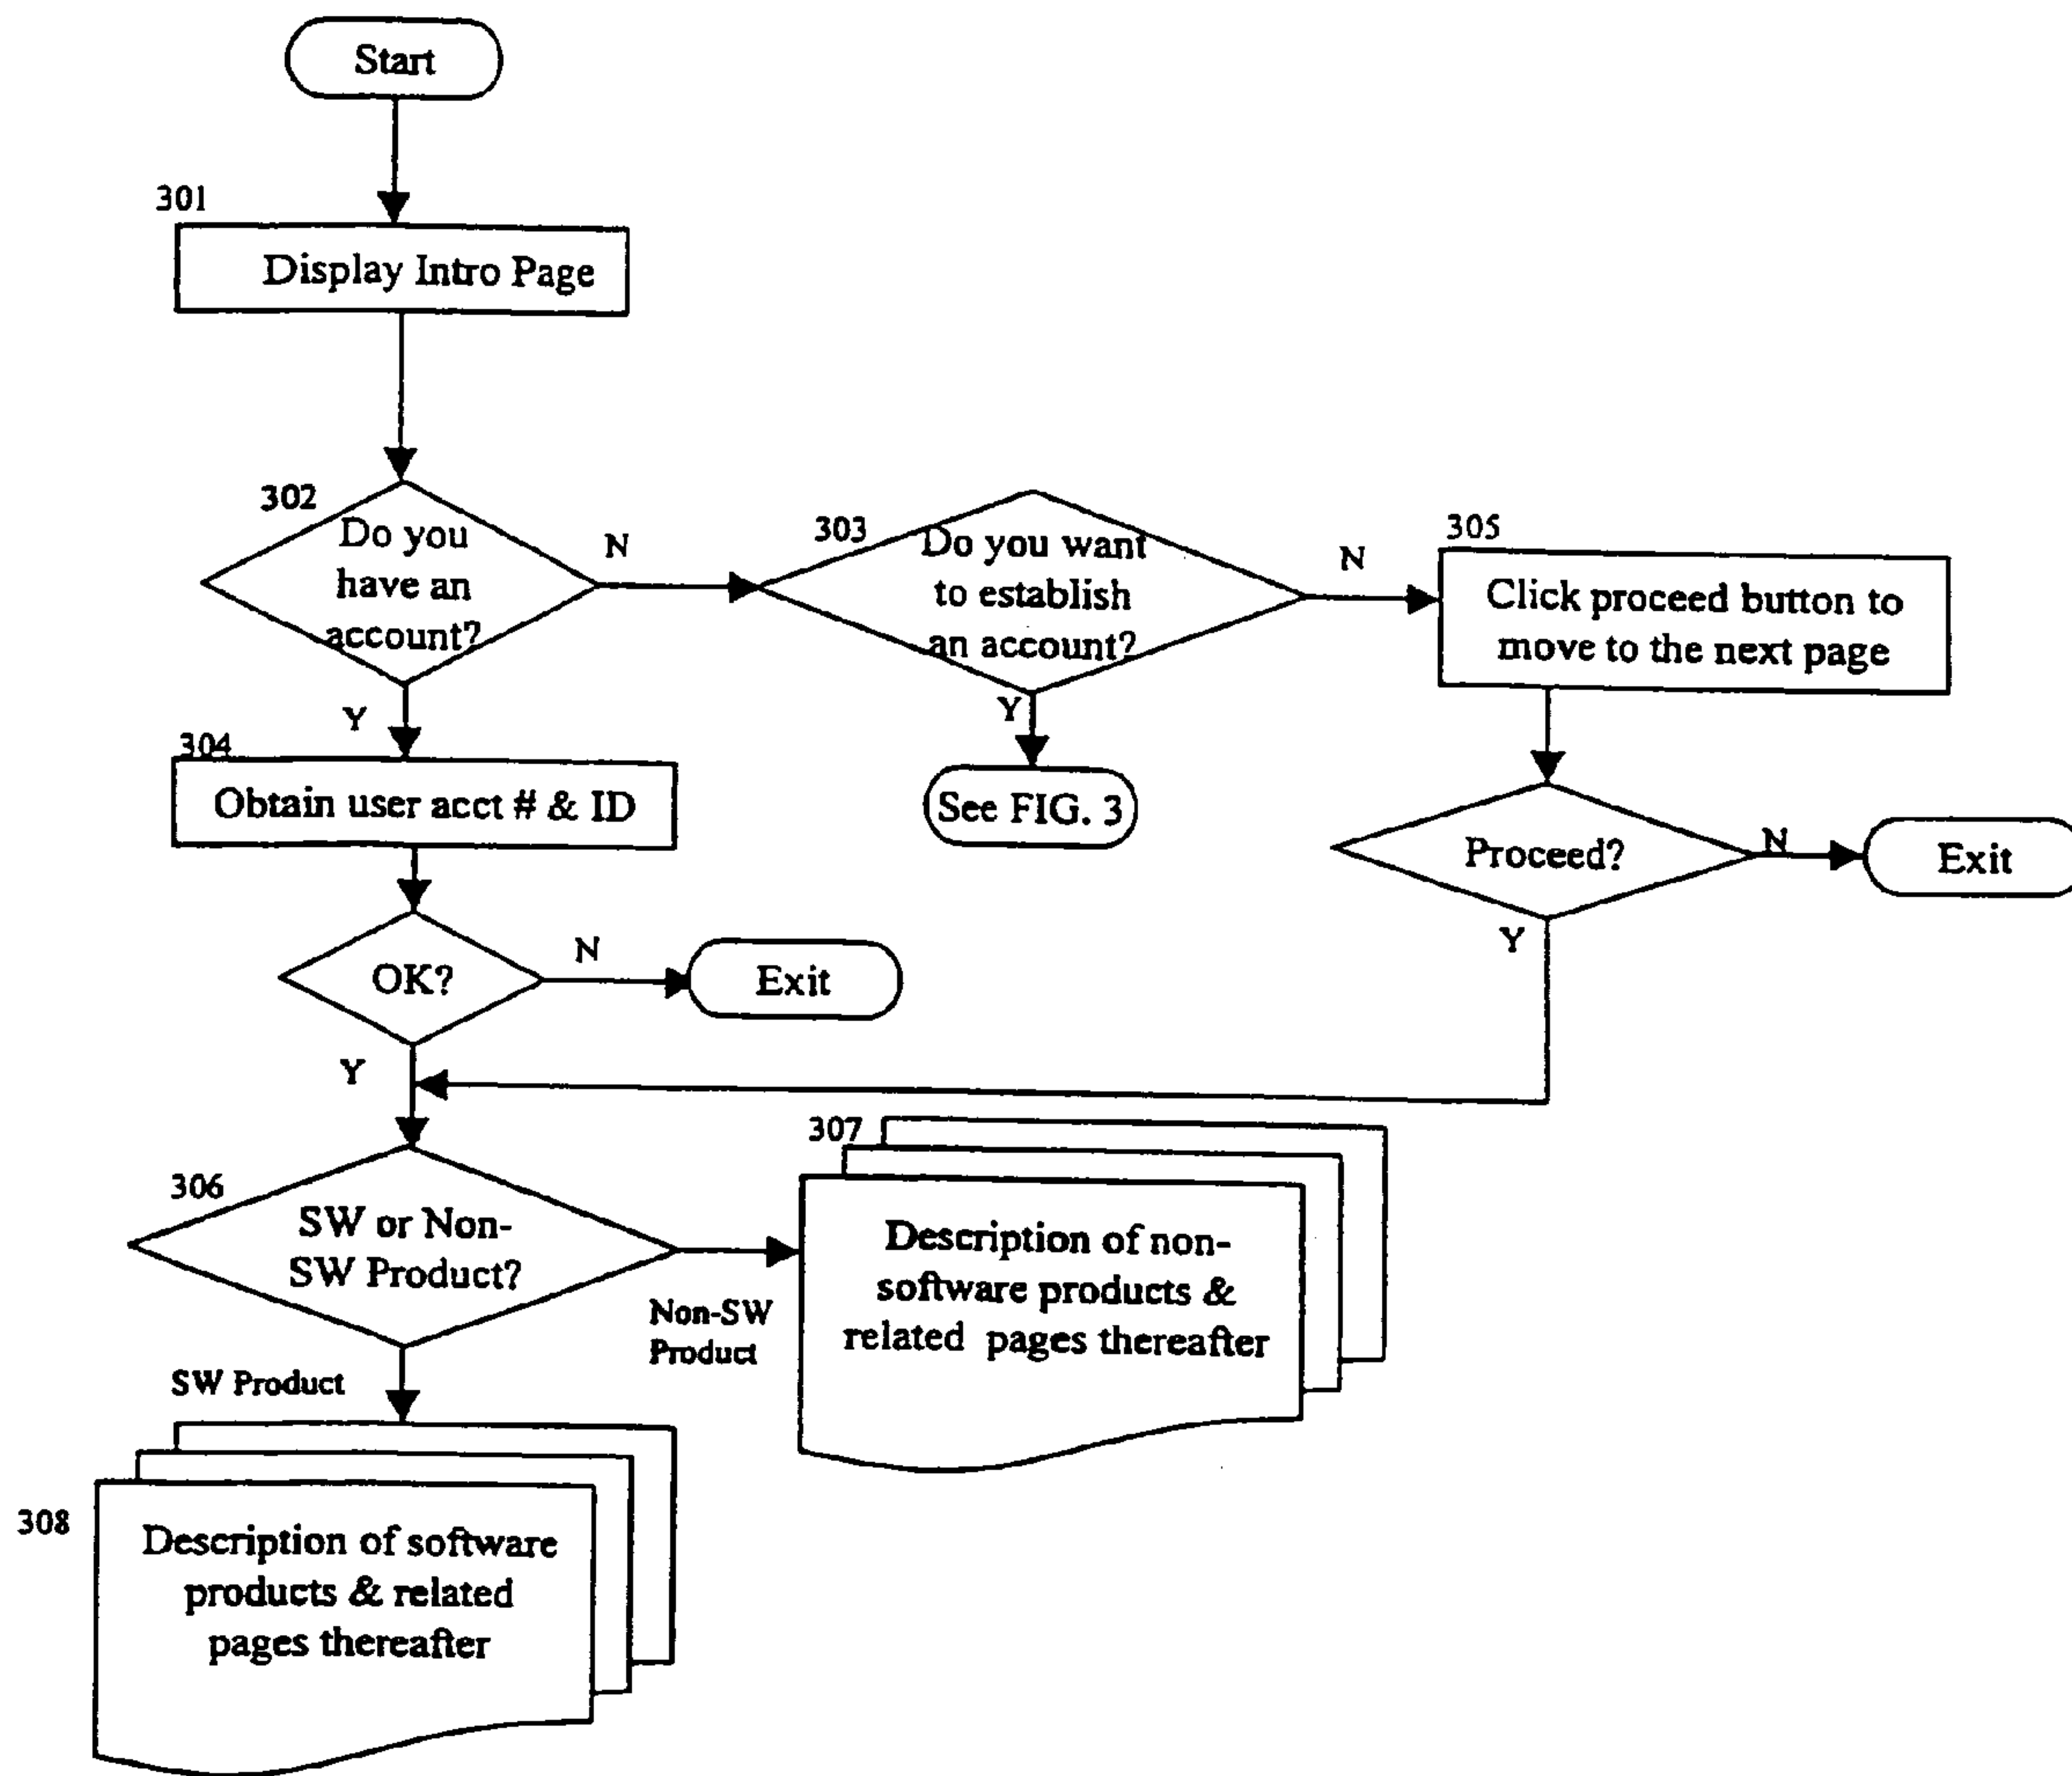 Start
301
Display Intro Page
302
Do you
have an
account?
N
303
Do you want
to establish
an account?
N
305
Click proceed button to
move to the next page
Y
304
Obtain user acct # & ID
Y
See FIG. 3
Proceed?
N
Exit
OK?
N
Exit
Y
Y
306
SW or Non-
SW Product?
Non-SW
Product
307
Description of non-
software products &
related pages thereafter
SW Product
308
Description of software
products & related
pages thereafter